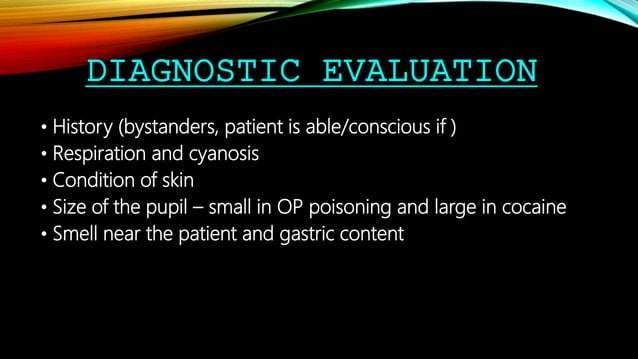 DIAGNOSTIC EVALUATION
• History (bystanders, patient is able/conscious if )
• Respiration and cyanosis
• Condition of skin
• Size of the pupil – small in OP poisoning and large in cocaine
• Smell near the patient and gastric content